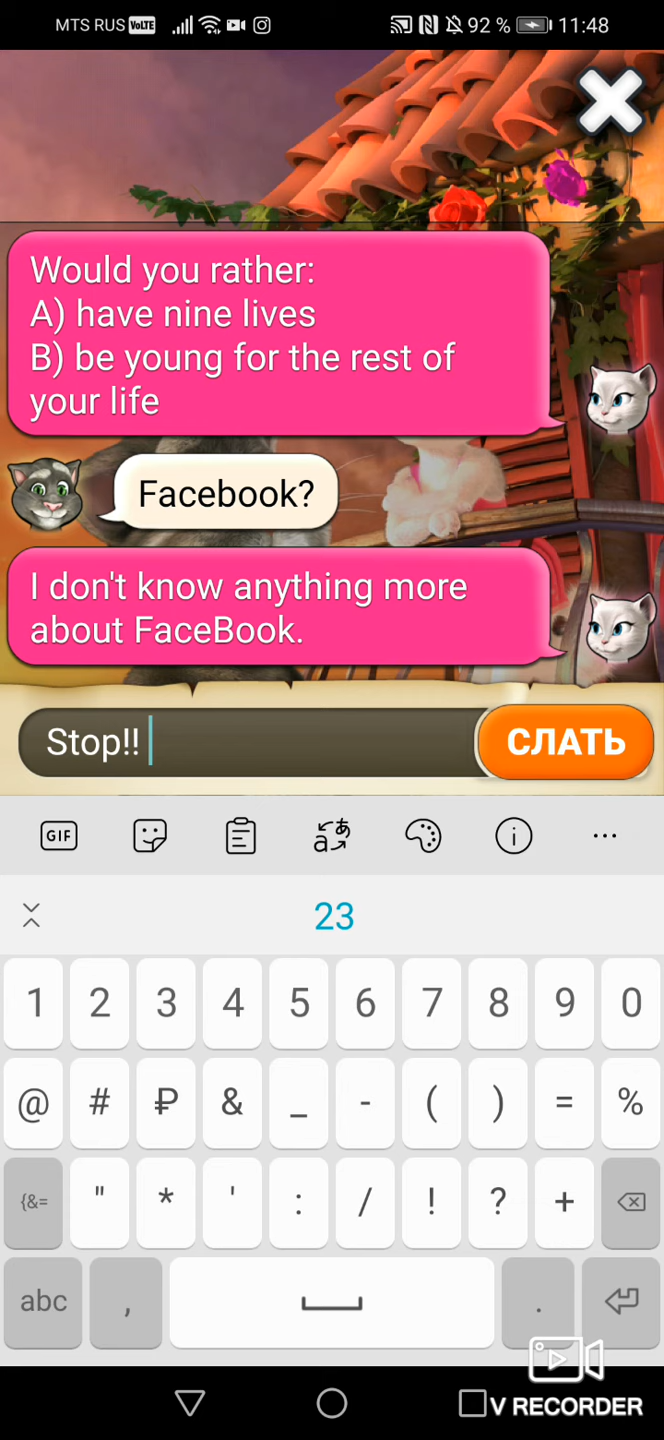 MTS RUS VoLTE 92 % 11:48
Would you rather:
A) have nine lives
B) be young for the rest of
your life
Facebook?
I don't know anything more
about FaceBook.
Stop!! СЛАТЬ
GIF
23
1 2 3 4 5 6 7 8 9 0
@ # ₽ & _ - ( ) = %
{&= " * ' : / ! ? +
abc , .
V RECORDER